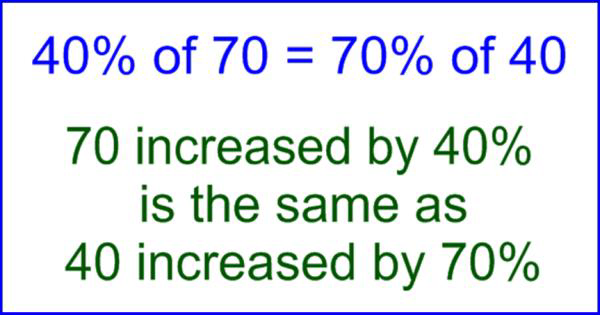 40% of 70 = 70% of 40
70 increased by 40%
is the same as
40 increased by 70%